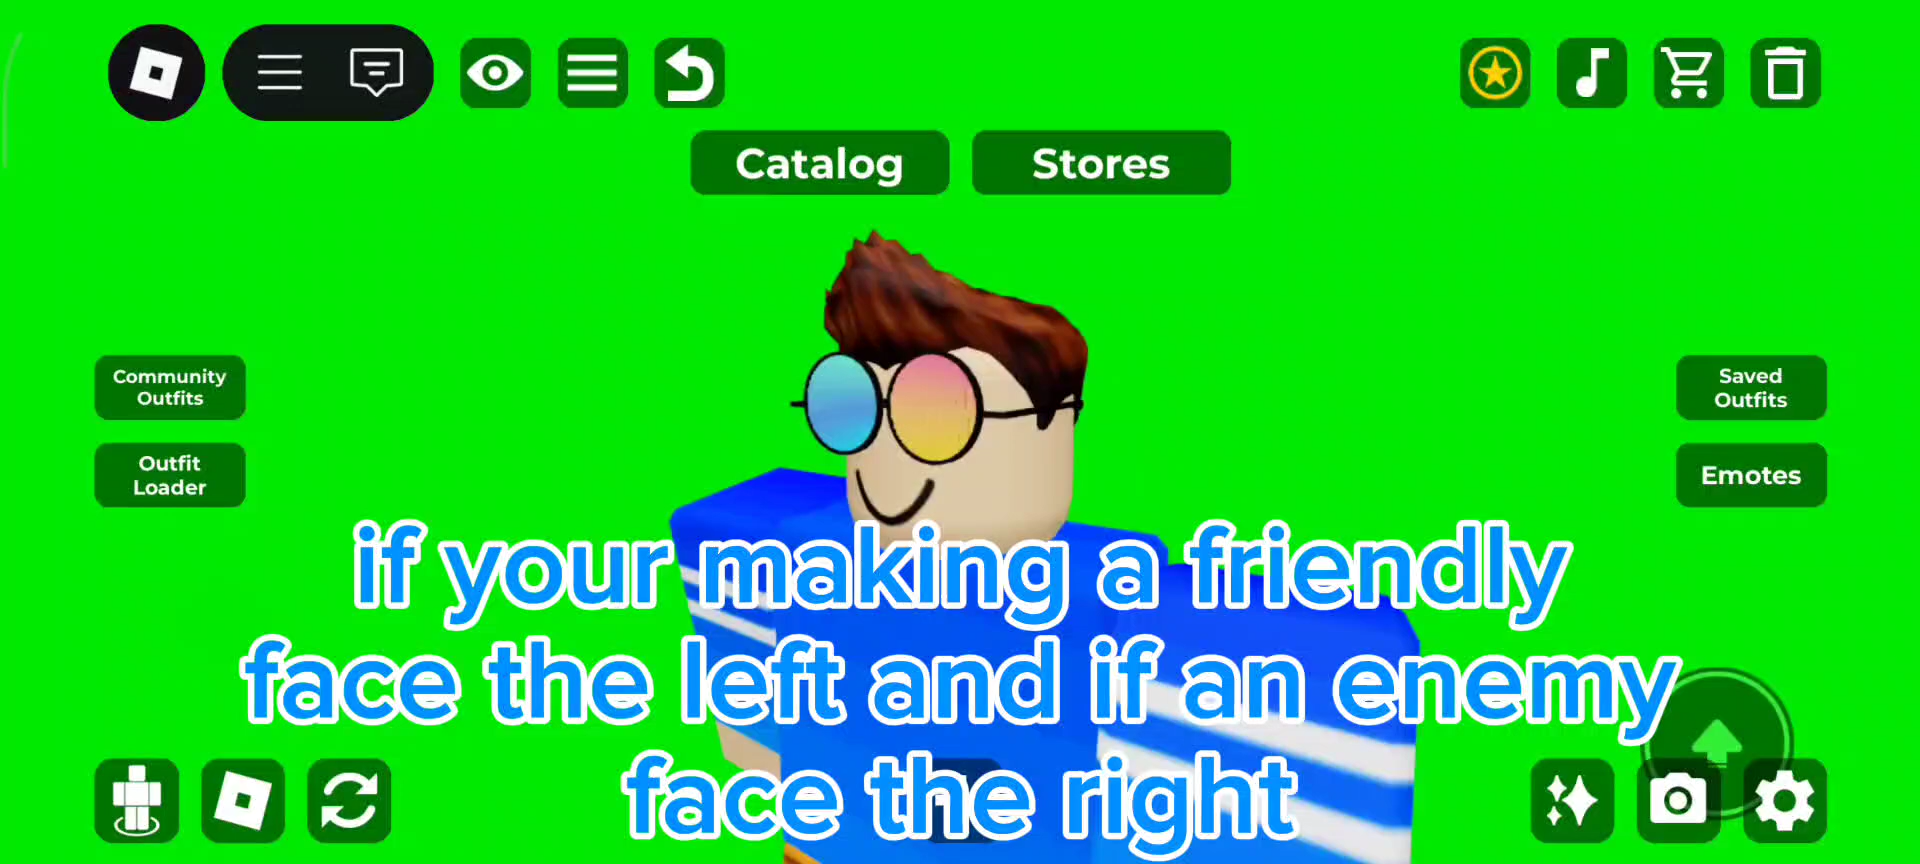 Catalog
Stores
Community
Outfits
Saved
Outfits
Outfit
Loader
Emotes
if your making a friendly
face the left and if an enemy
face the right